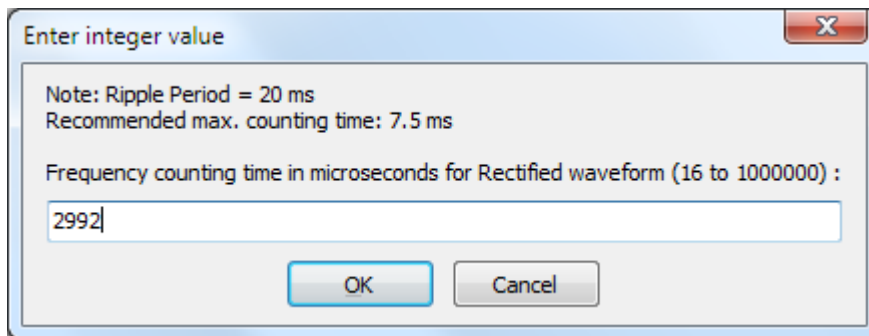 Enter integer value
Note: Ripple Period = 20 ms
Recommended max. counting time: 7.5 ms
Frequency counting time in microseconds for Rectified waveform (16 to 1000000) :
2992
OK Cancel